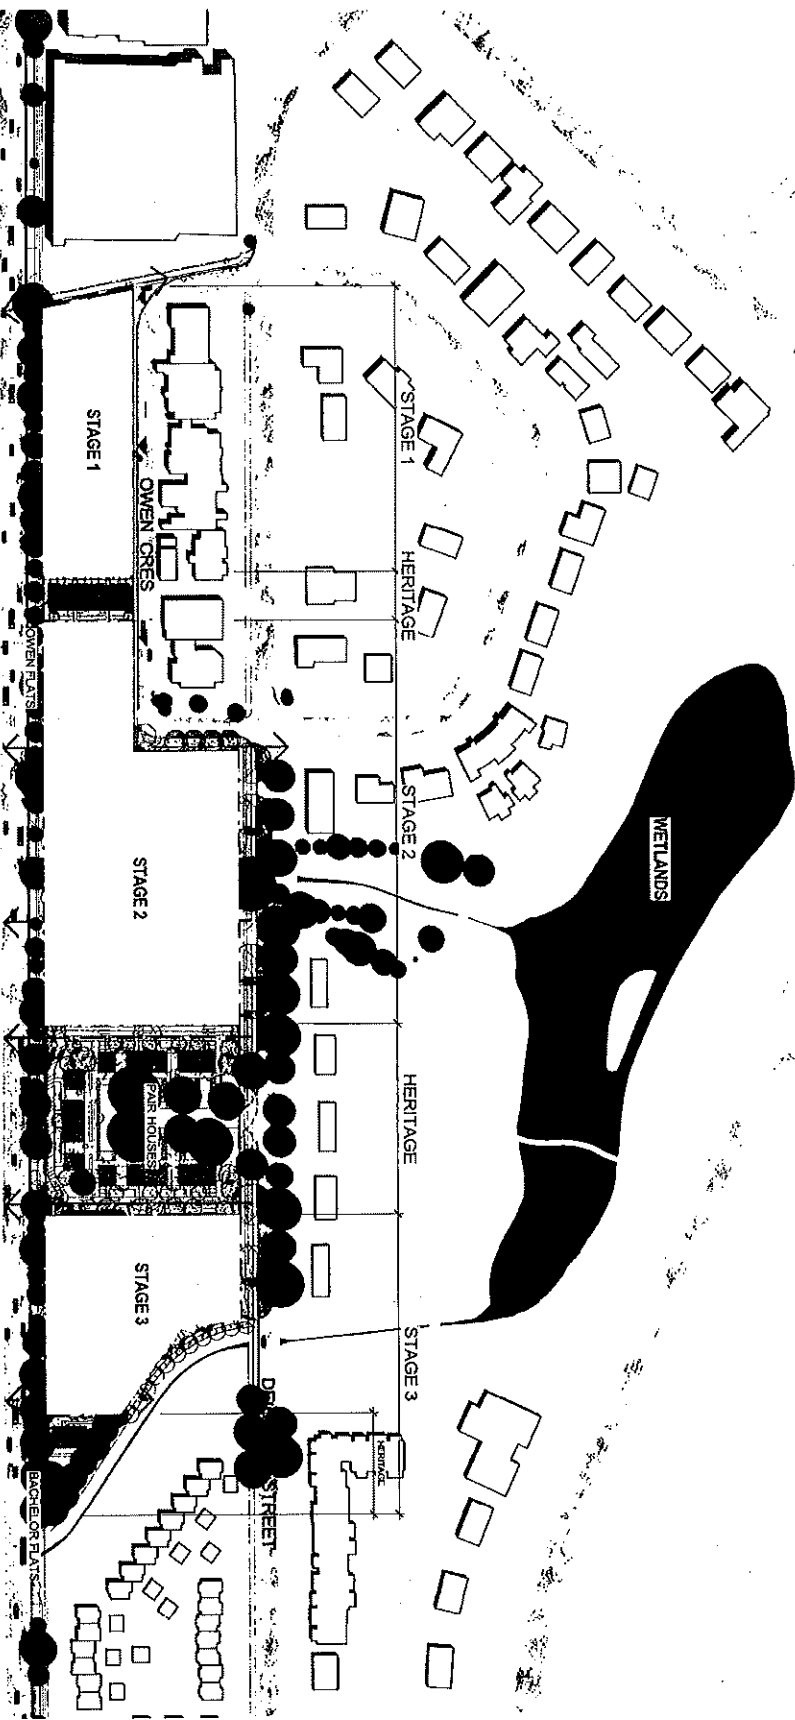 STAGE 1
HERITAGE
STAGE 2
HERITAGE
STAGE 3
HERITAGE
OWEN CRES
STAGE 1
OWEN FLATS
STAGE 2
PAIR HOUSES
STAGE 3
BACHELOR FLATS
STREET
WETLANDS